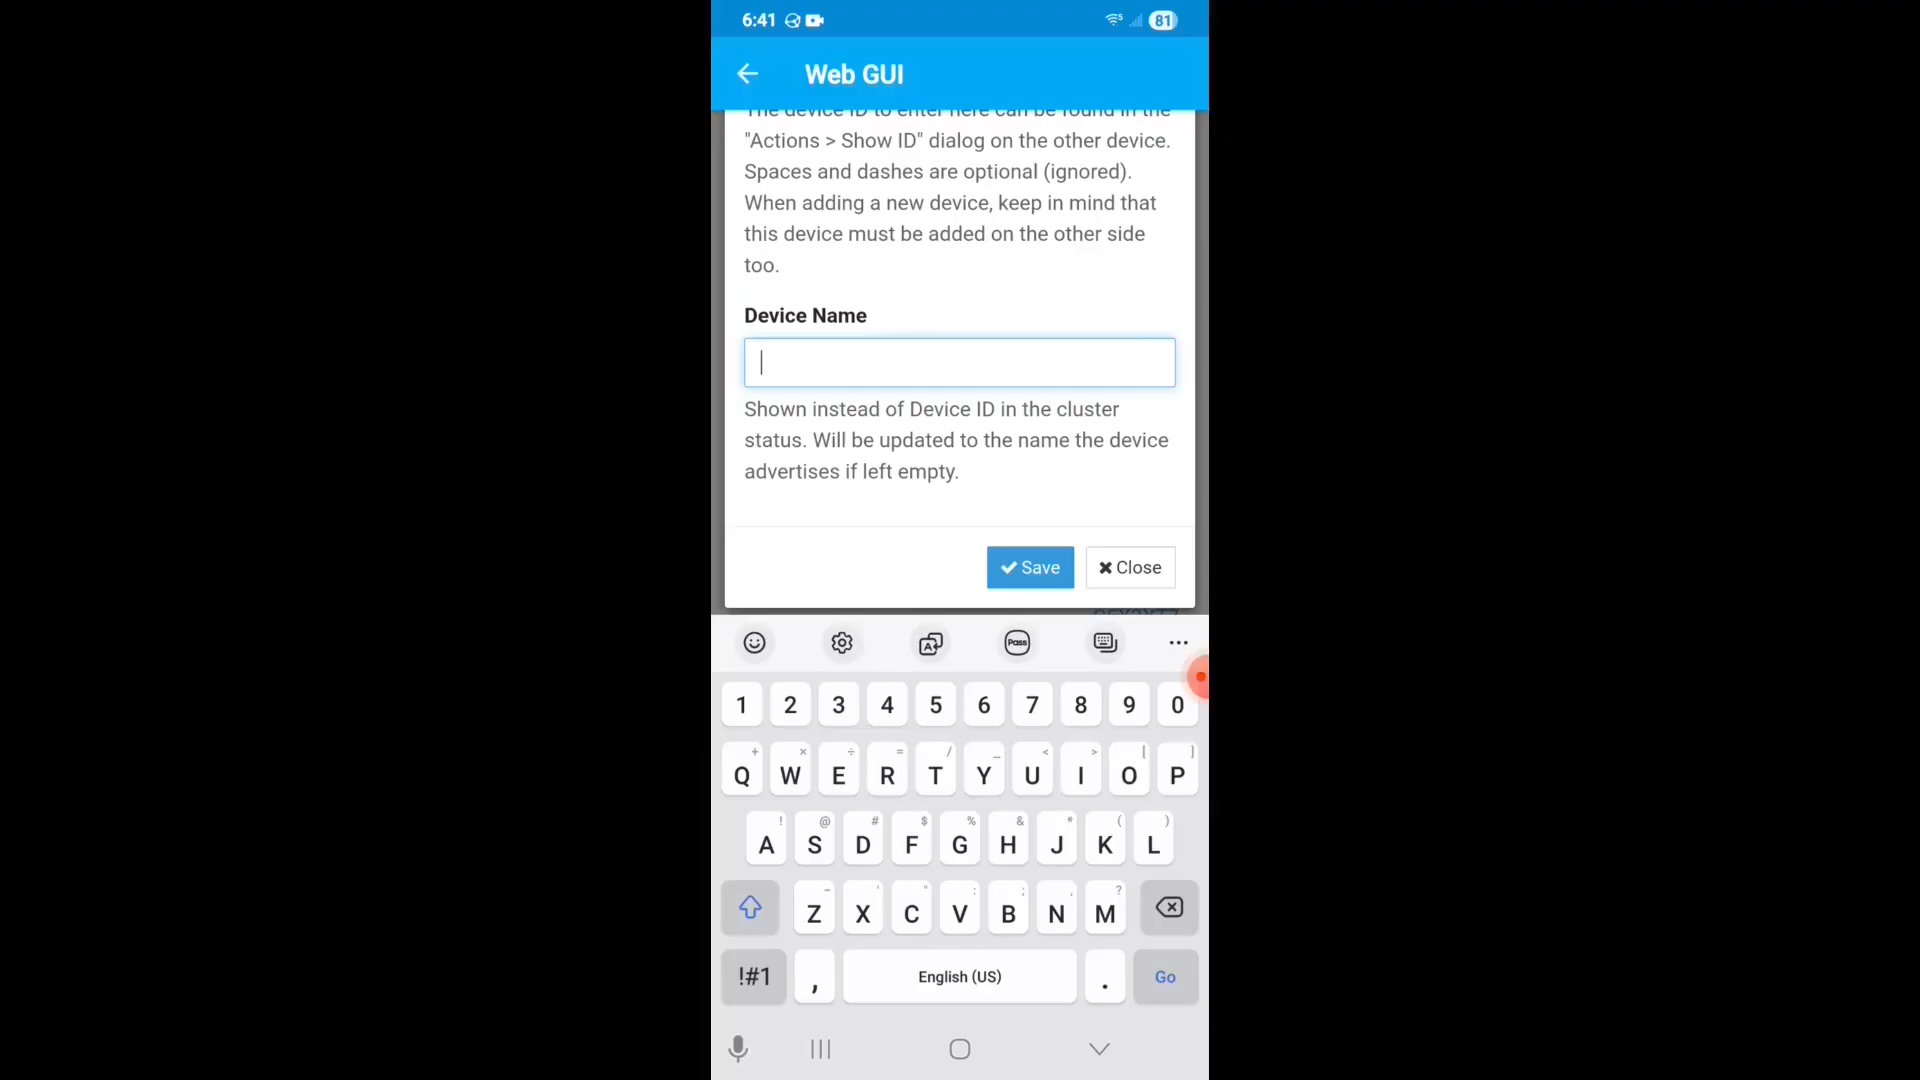 6:41
81
Web GUI
The device ID to enter here can be found in the
"Actions > Show ID" dialog on the other device.
Spaces and dashes are optional (ignored).
When adding a new device, keep in mind that
this device must be added on the other side
too.
Device Name
Shown instead of Device ID in the cluster
status. Will be updated to the name the device
advertises if left empty.
Save
Close
Pass
1 2 3 4 5 6 7 8 9 0
+ × ÷ = / _ < > [ ]
Q W E R T Y U I O P
! @ # $ % & * ( )
A S D F G H J K L
- ' " : ; , ?
Z X C V B N M
!#1 , English (US) . Go